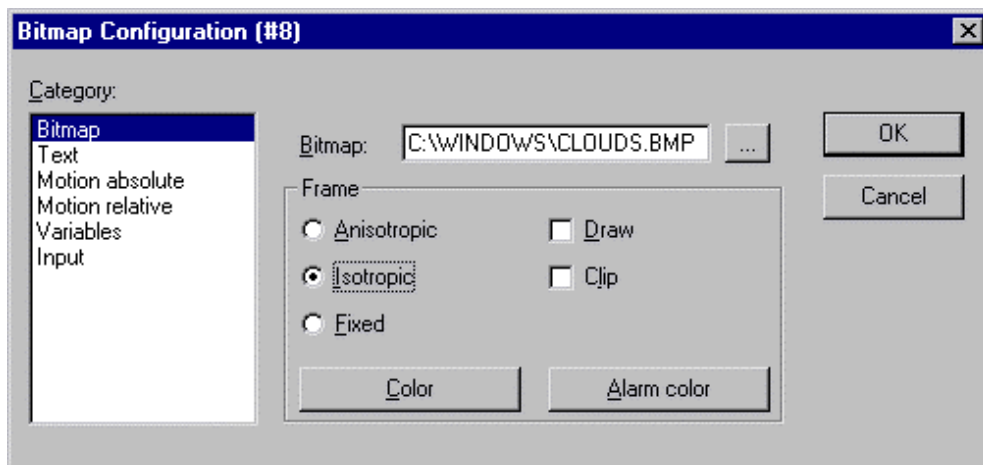 Bitmap Configuration (#8)
Category:
Bitmap
Text
Motion absolute
Motion relative
Variables
Input
Bitmap: C:\WINDOWS\CLOUDS.BMP ...
Frame
Anisotropic
Draw
Isotropic
Clip
Fixed
Color
Alarm color
OK
Cancel